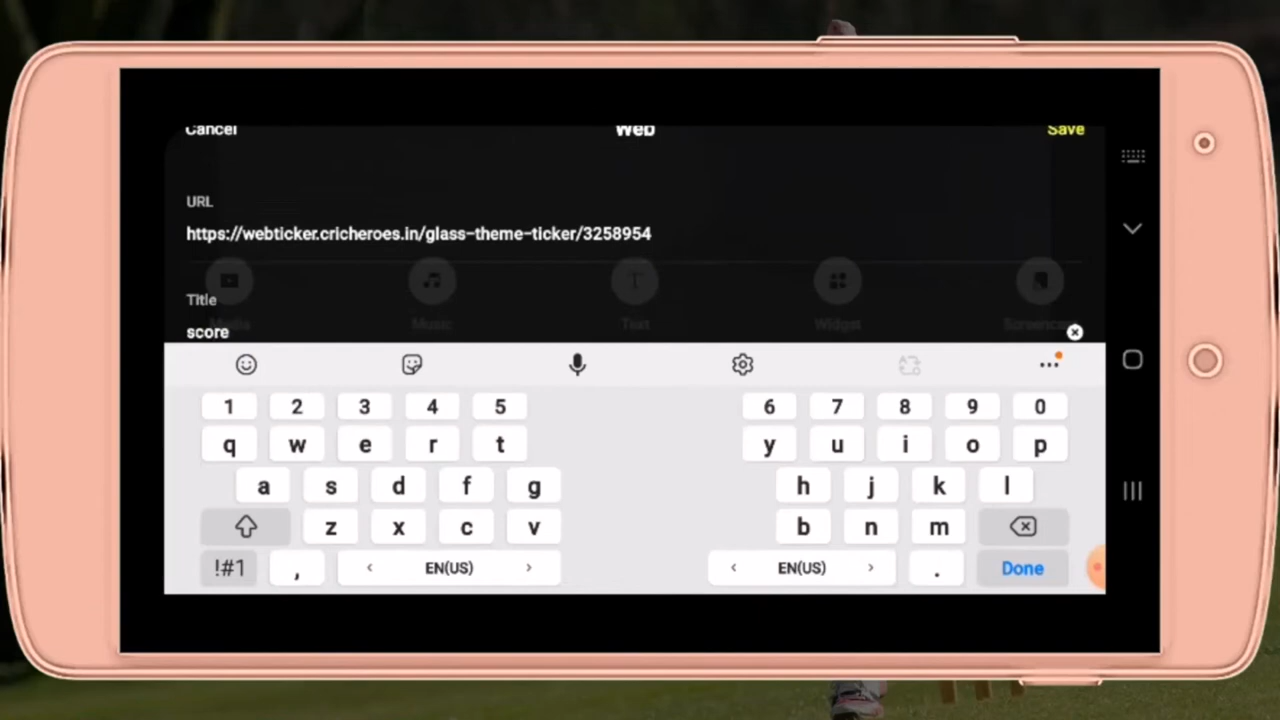 Cancel Web Save
URL
https://webticker.cricheroes.in/glass-theme-ticker/3258954
Title
Media Music Text Widget Screencast
score
1 2 3 4 5 6 7 8 9 0
q w e r t y u i o p
a s d f g h j k l
z x c v b n m
!#1 , < EN(US) > < EN(US) > . Done